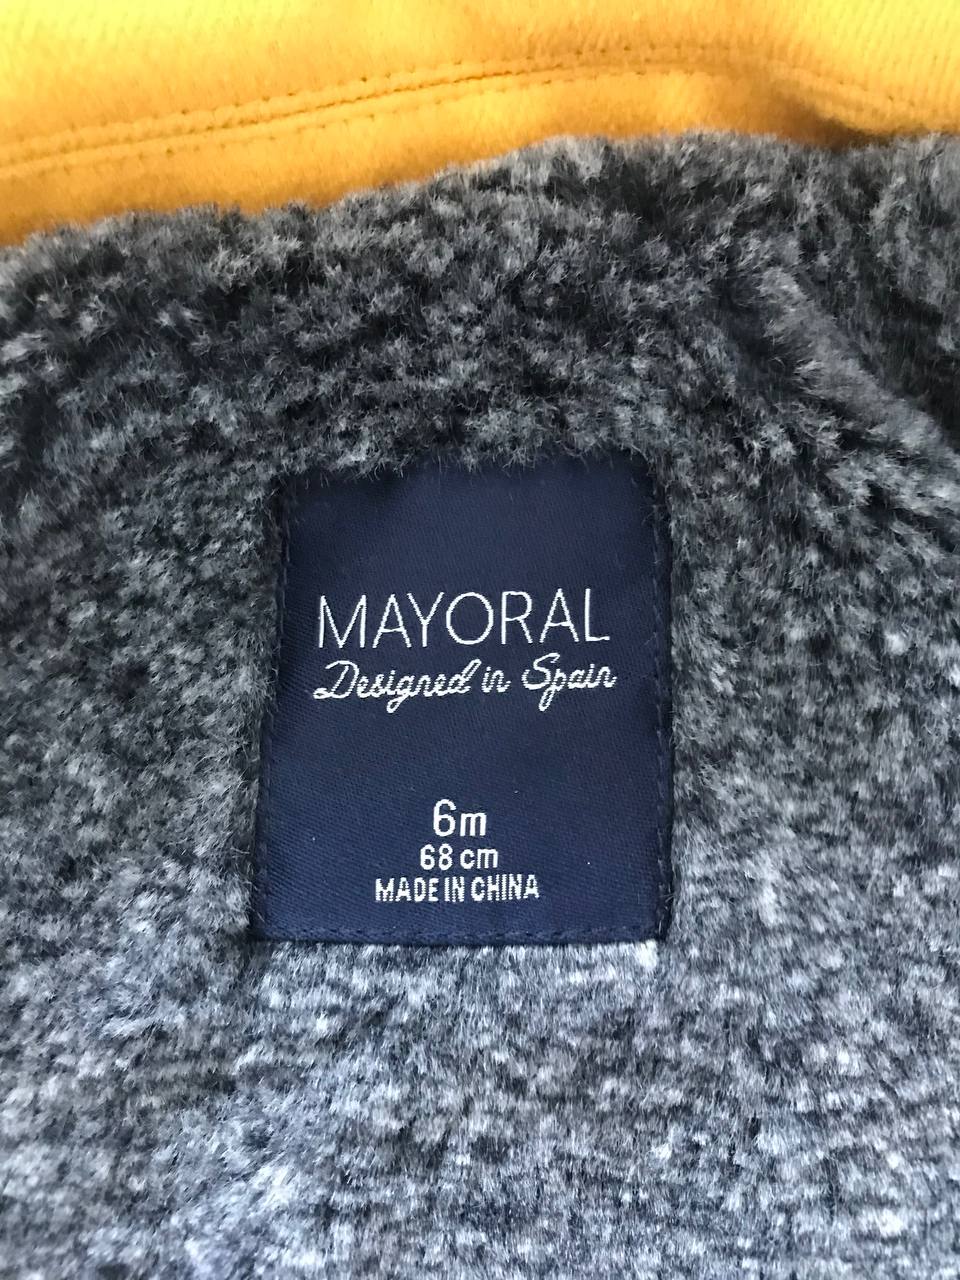 MAYORAL
Designed in Spain
6m
68 cm
MADE IN CHINA